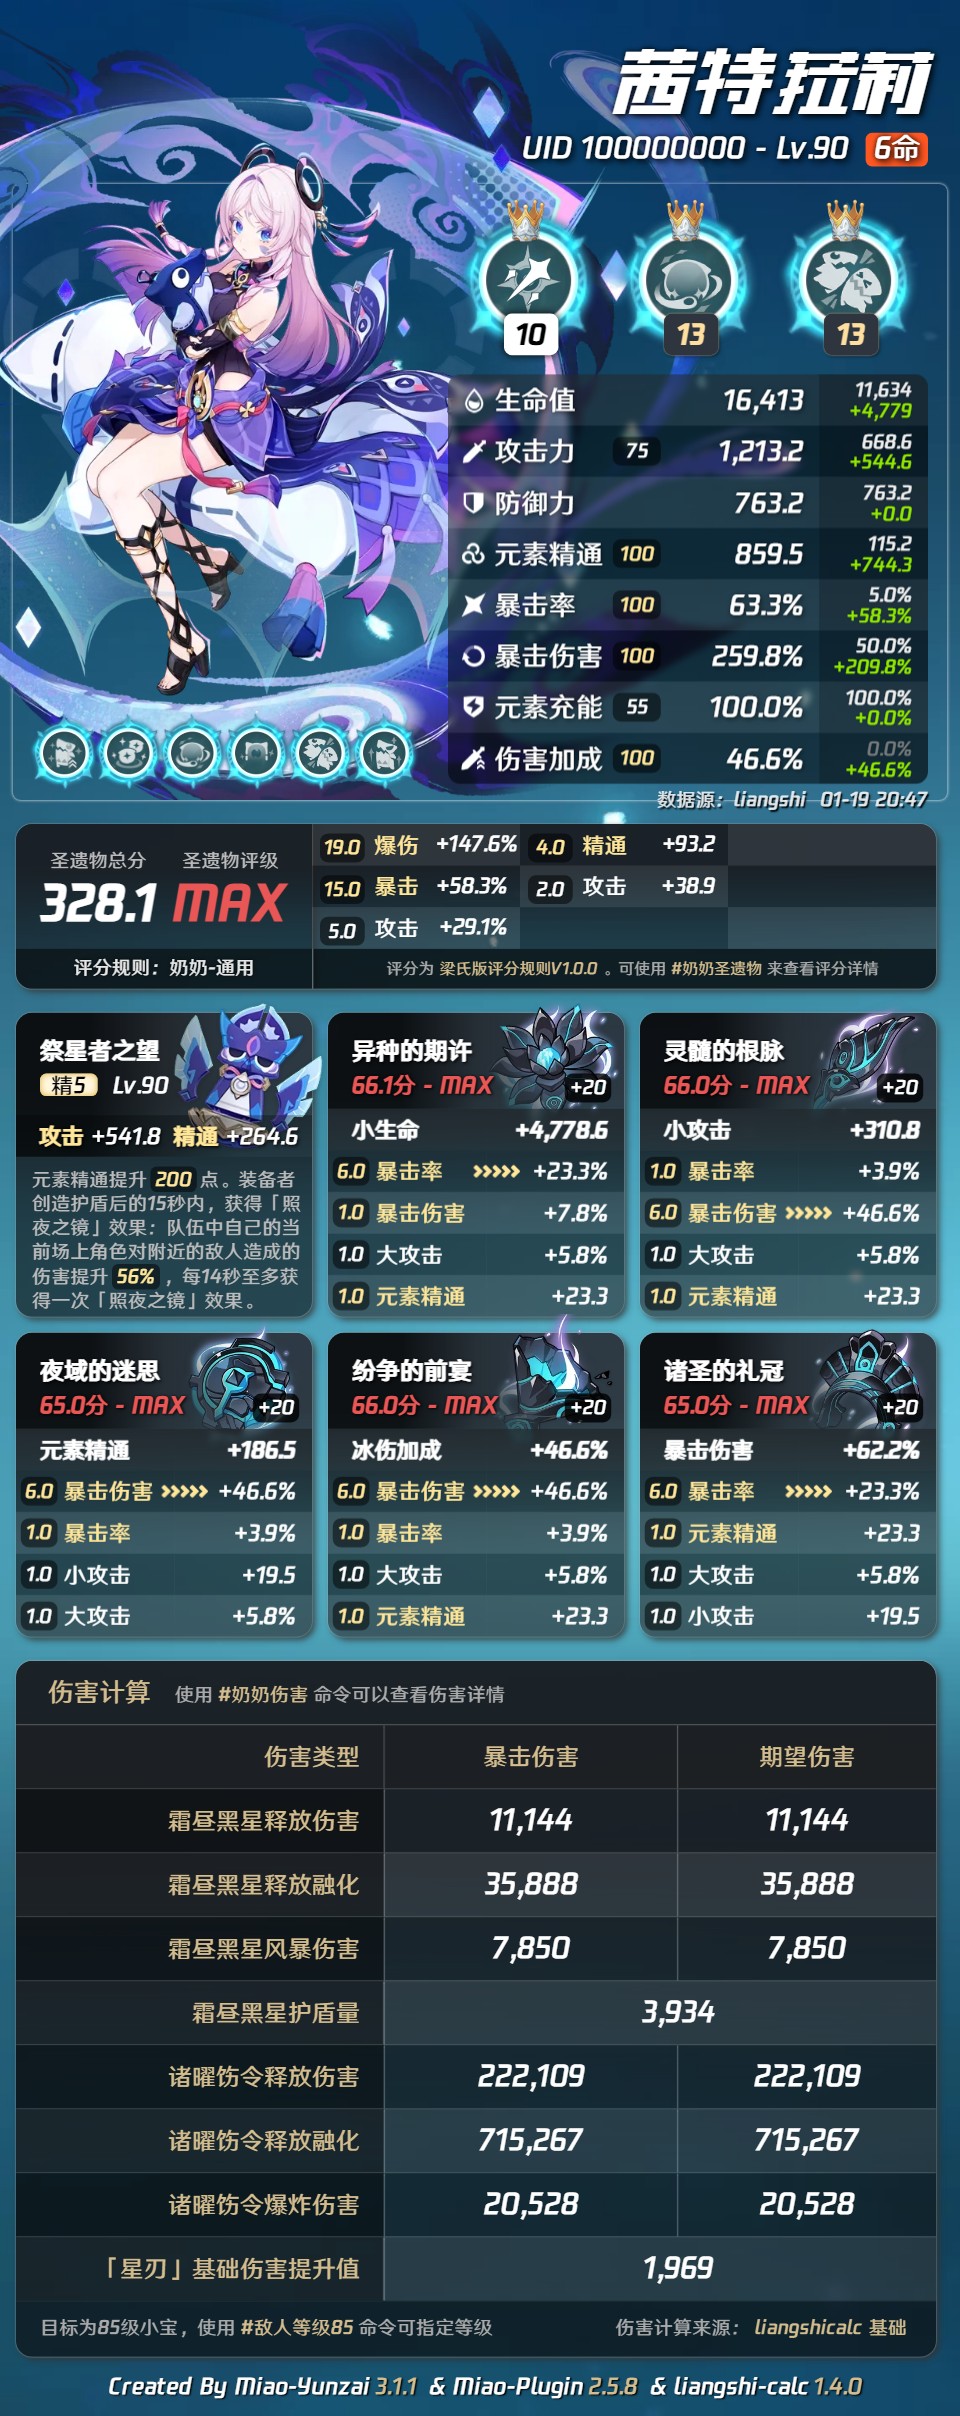 茜特菈莉
UID 100000000 - Lv.90 6命
10 13 13
生命值 16,413 11,634 +4,779
攻击力 75 1,213.2 668.6 +544.6
防御力 763.2 763.2 +0.0
元素精通 100 859.5 115.2 +744.3
暴击率 100 63.3% 5.0% +58.3%
暴击伤害 100 259.8% 50.0% +209.8%
元素充能 55 100.0% 100.0% +0.0%
伤害加成 100 46.6% 0.0% +46.6%
数据源：liangshi 01-19 20:47
圣遗物总分 圣遗物评级
328.1 MAX
19.0 爆伤 +147.6% 4.0 精通 +93.2
15.0 暴击 +58.3% 2.0 攻击 +38.9
5.0 攻击 +29.1%
评分规则：奶奶-通用
评分为 梁氏版评分规则V1.0.0 。可使用 #奶奶圣遗物 来查看评分详情
祭星者之望
精5 Lv.90
攻击 +541.8 精通 +264.6
元素精通提升 200 点。装备者
创造护盾后的15秒内，获得「照
夜之镜」效果：队伍中自己的当
前场上角色对附近的敌人造成的
伤害提升 56% ，每14秒至多获
得一次「照夜之镜」效果。
异种的期许
66.1分 - MAX +20
小生命 +4,778.6
6.0 暴击率 +23.3%
1.0 暴击伤害 +7.8%
1.0 大攻击 +5.8%
1.0 元素精通 +23.3
灵髓的根脉
66.0分 - MAX +20
小攻击 +310.8
1.0 暴击率 +3.9%
6.0 暴击伤害 +46.6%
1.0 大攻击 +5.8%
1.0 元素精通 +23.3
夜域的迷思
65.0分 - MAX +20
元素精通 +186.5
6.0 暴击伤害 +46.6%
1.0 暴击率 +3.9%
1.0 小攻击 +19.5
1.0 大攻击 +5.8%
纷争的前宴
66.0分 - MAX +20
冰伤加成 +46.6%
6.0 暴击伤害 +46.6%
1.0 暴击率 +3.9%
1.0 大攻击 +5.8%
1.0 元素精通 +23.3
诸圣的礼冠
65.0分 - MAX +20
暴击伤害 +62.2%
6.0 暴击率 +23.3%
1.0 元素精通 +23.3
1.0 大攻击 +5.8%
1.0 小攻击 +19.5
伤害计算 使用 #奶奶伤害 命令可以查看伤害详情
伤害类型 暴击伤害 期望伤害
霜昼黑星释放伤害 11,144 11,144
霜昼黑星释放融化 35,888 35,888
霜昼黑星风暴伤害 7,850 7,850
霜昼黑星护盾量 3,934
诸曜饬令释放伤害 222,109 222,109
诸曜饬令释放融化 715,267 715,267
诸曜饬令爆炸伤害 20,528 20,528
「星刃」基础伤害提升值 1,969
目标为85级小宝，使用 #敌人等级85 命令可指定等级 伤害计算来源： liangshicalc 基础
Created By Miao-Yunzai 3.1.1 & Miao-Plugin 2.5.8 & liangshi-calc 1.4.0